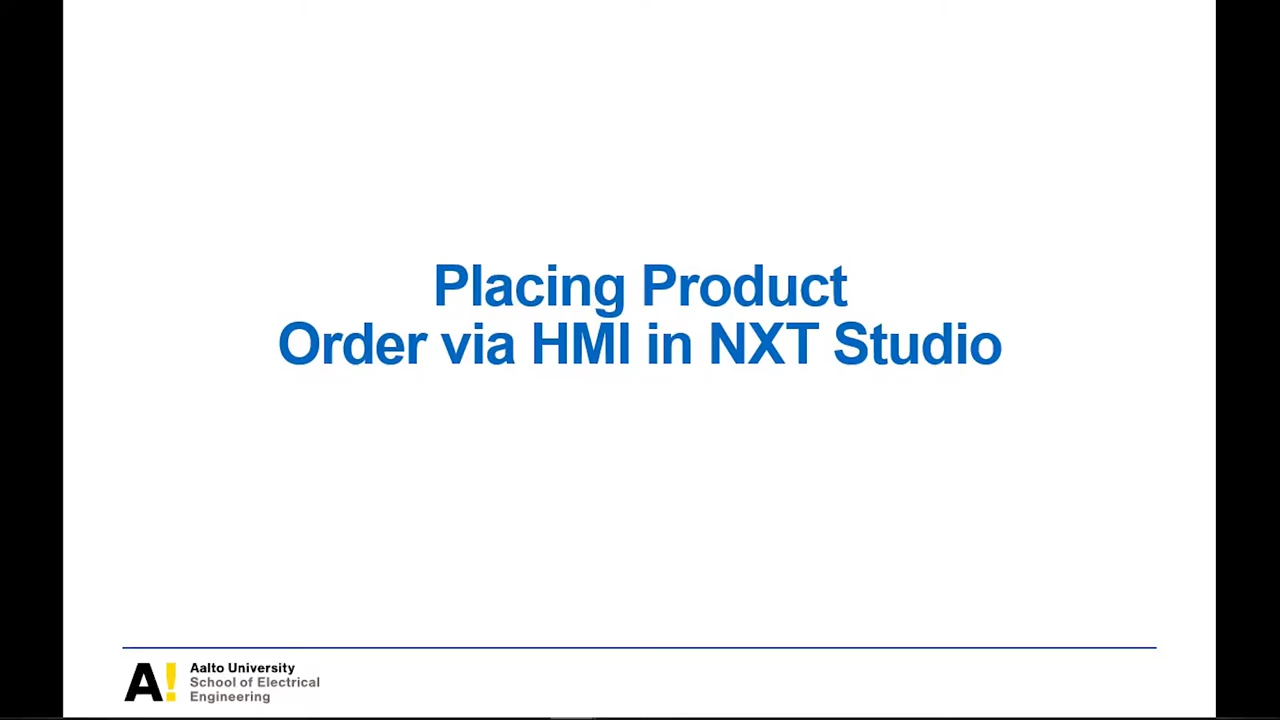 Placing Product
Order via HMI in NXT Studio
A!
Aalto University
School of Electrical
Engineering